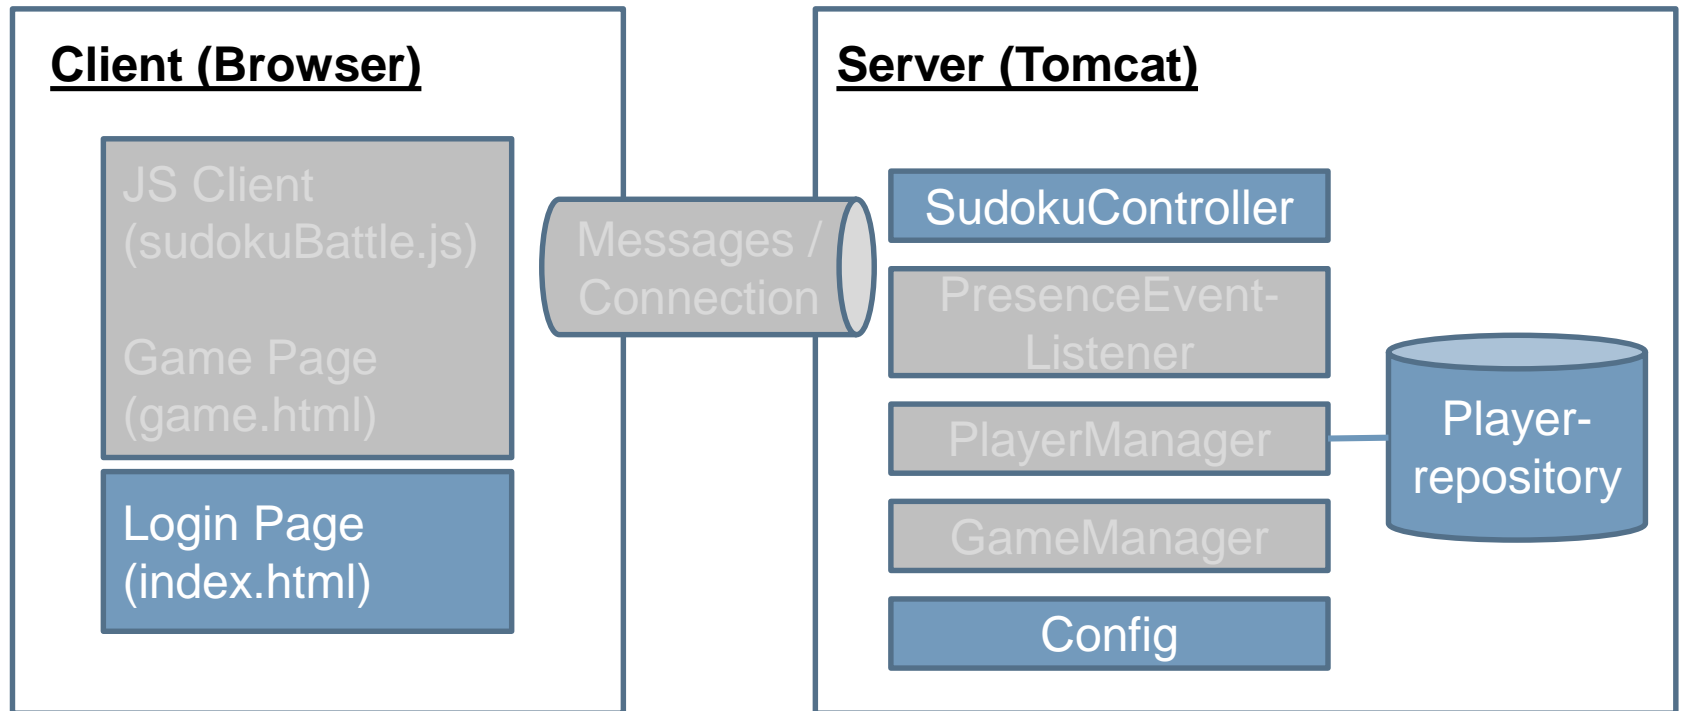 Client (Browser)
JS Client
(sudokuBattle.js)
Game Page
(game.html)
Login Page
(index.html)
Messages /
Connection
Server (Tomcat)
SudokuController
PresenceEvent-
Listener
PlayerManager
GameManager
Config
Player-
repository